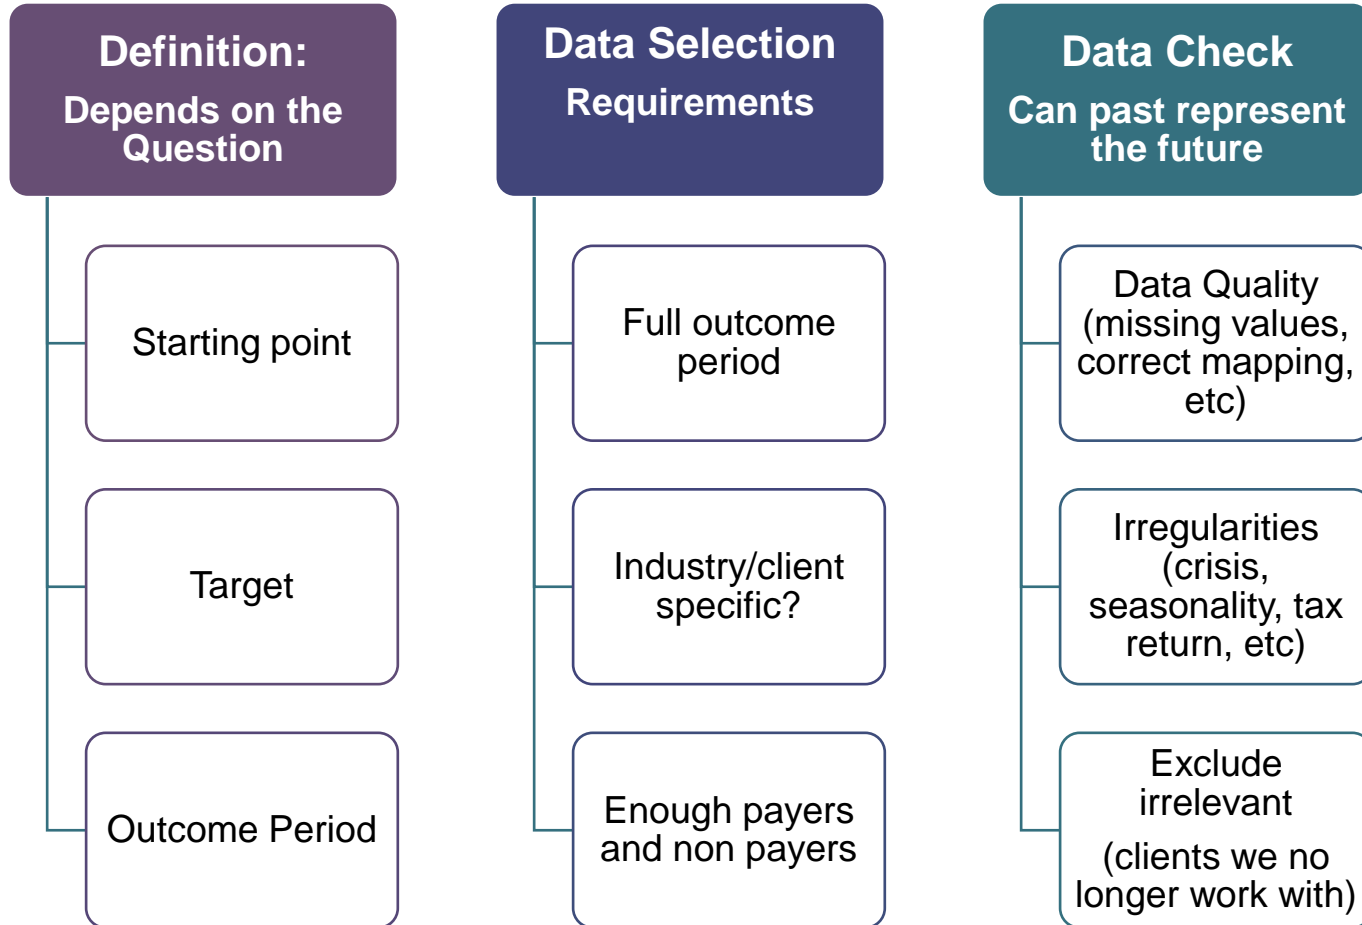 Definition:
Depends on the
Question
Starting point
Target
Outcome Period
Data Selection
Requirements
Full outcome
period
Industry/client
specific?
Enough payers
and non payers
Data Check
Can past represent
the future
Data Quality
(missing values,
correct mapping,
etc)
Irregularities
(crisis,
seasonality, tax
return, etc)
Exclude
irrelevant
(clients we no
longer work with)